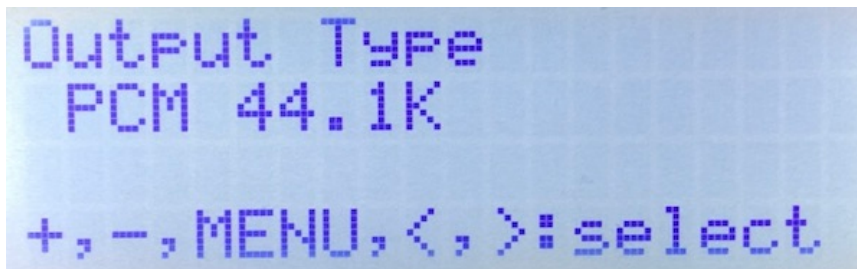 Output Type
PCM 44.1K
+,-,MENU,<,>:select